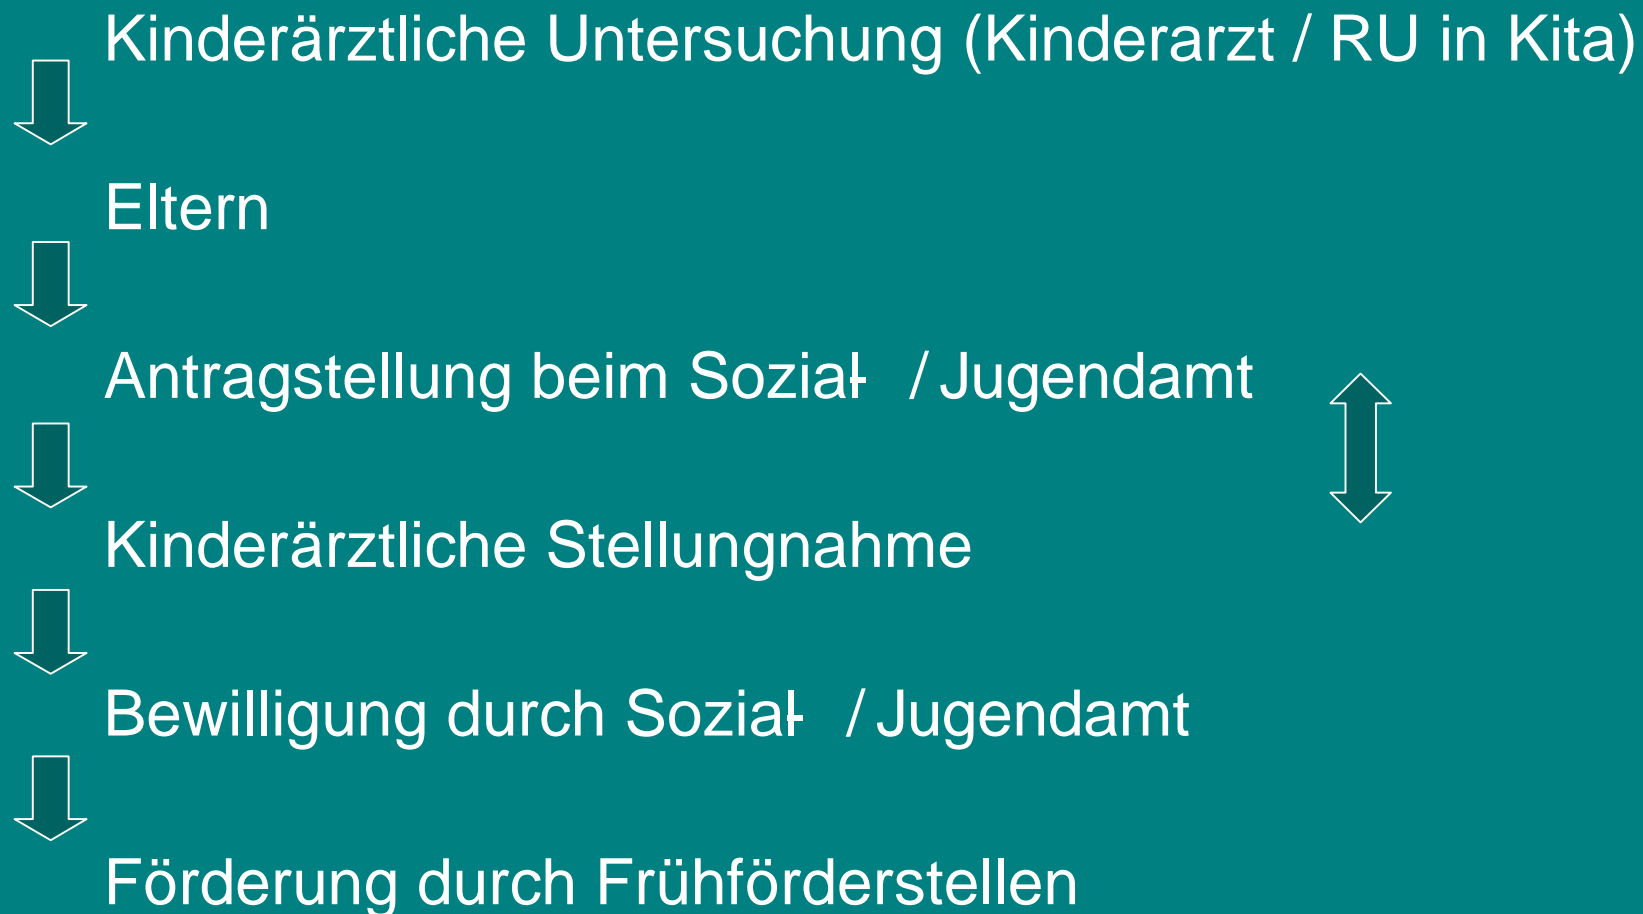 Kinderärztliche Untersuchung (Kinderarzt / RU in Kita)
Eltern
Antragstellung beim Sozial- / Jugendamt
Kinderärztliche Stellungnahme
Bewilligung durch Sozial- / Jugendamt
Förderung durch Frühförderstellen